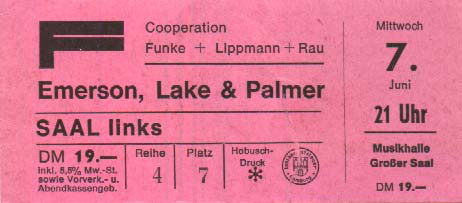 Cooperation
Funke + Lippmann + Rau
Emerson, Lake & Palmer
SAAL links
DM 19.—
inkl. 5,5% Mw.-St.
sowie Vorverk.- u.
Abendkassengeb.
Reihe
4
Platz
7
Hobusch-
Druck
*
Mittwoch
7.
Juni
21 Uhr
Musikhalle
Großer Saal
DM 19.—